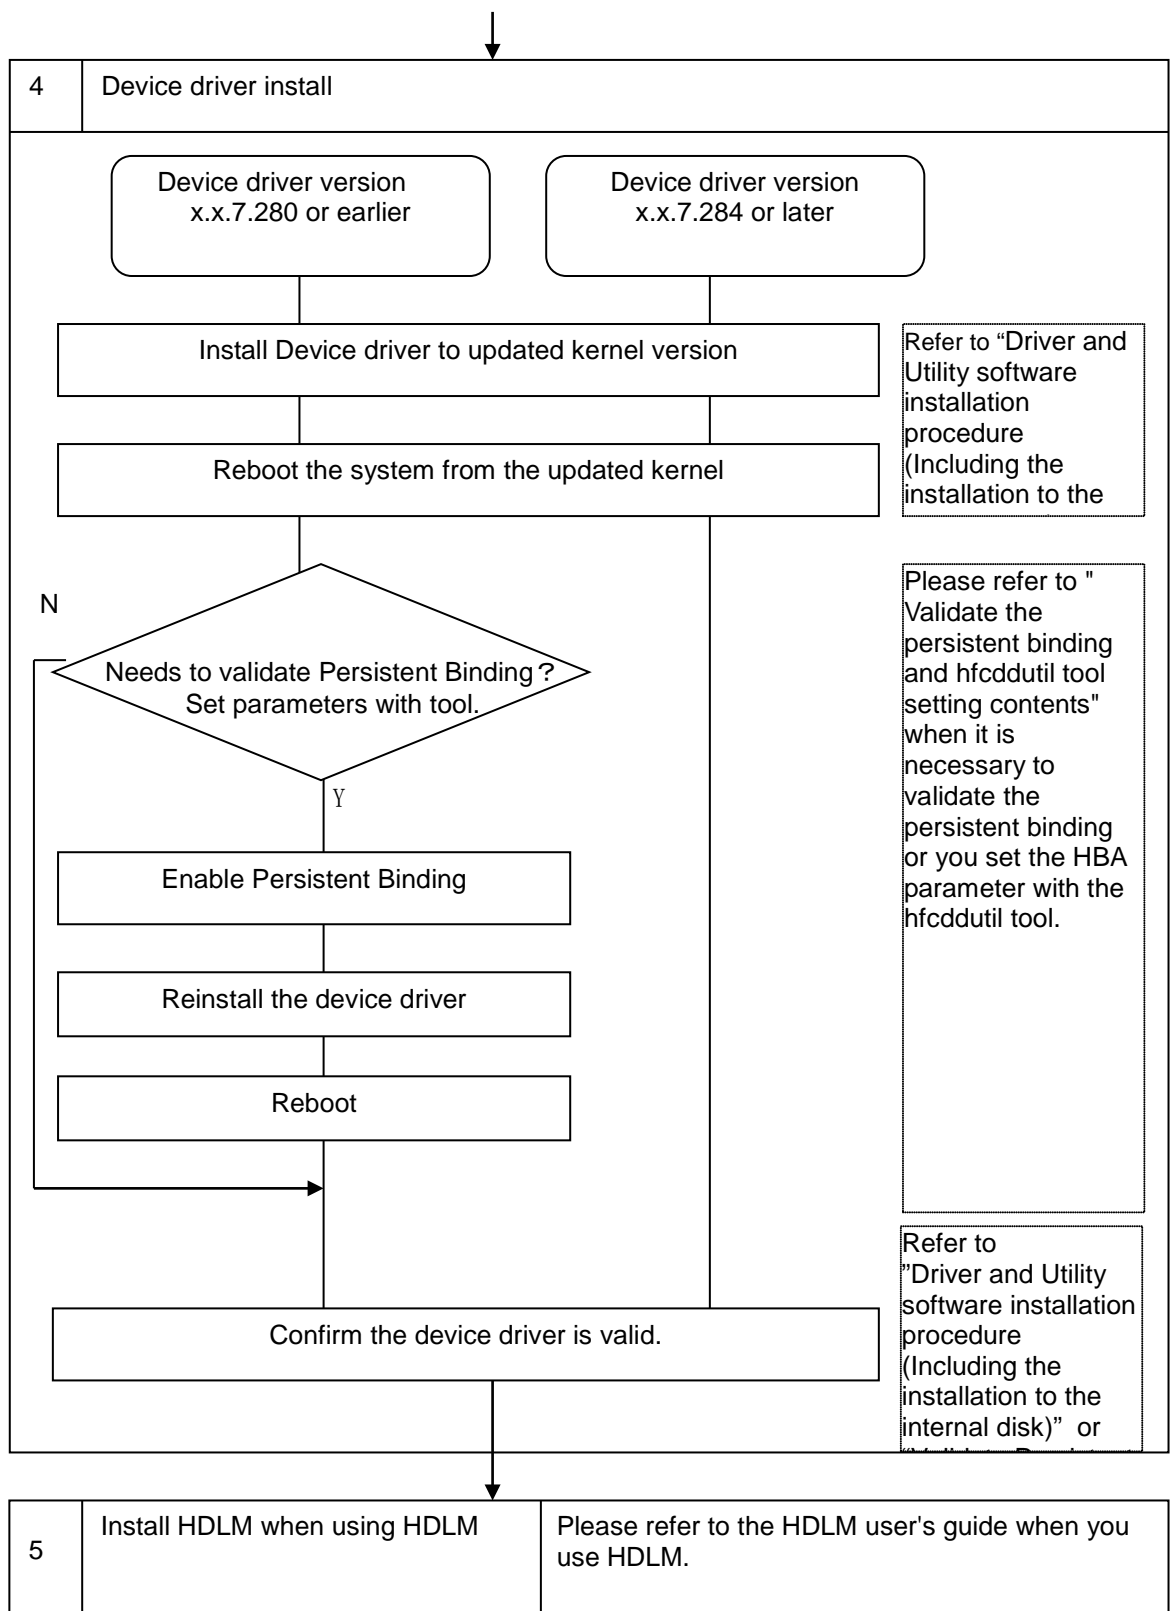 4
Device driver install
Device driver version
x.x.7.280 or earlier
Device driver version
x.x.7.284 or later
Install Device driver to updated kernel version
Reboot the system from the updated kernel
Refer to “Driver and
Utility software
installation
procedure
(Including the
installation to the
N
Needs to validate Persistent Binding？
Set parameters with tool.
Y
Enable Persistent Binding
Reinstall the device driver
Reboot
Please refer to "
Validate the
persistent binding
and hfcddutil tool
setting contents"
when it is
necessary to
validate the
persistent binding
or you set the HBA
parameter with the
hfcddutil tool.
Confirm the device driver is valid.
Refer to
”Driver and Utility
software installation
procedure
(Including the
installation to the
internal disk)” or
5
Install HDLM when using HDLM
Please refer to the HDLM user's guide when you
use HDLM.